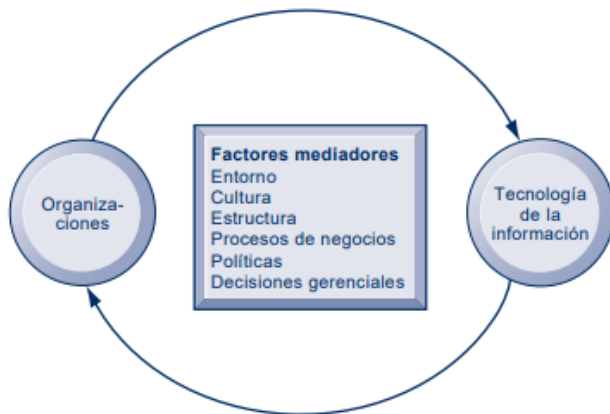 Organiza-
ciones
Factores mediadores
Entorno
Cultura
Estructura
Procesos de negocios
Políticas
Decisiones gerenciales
Tecnología
de la
información